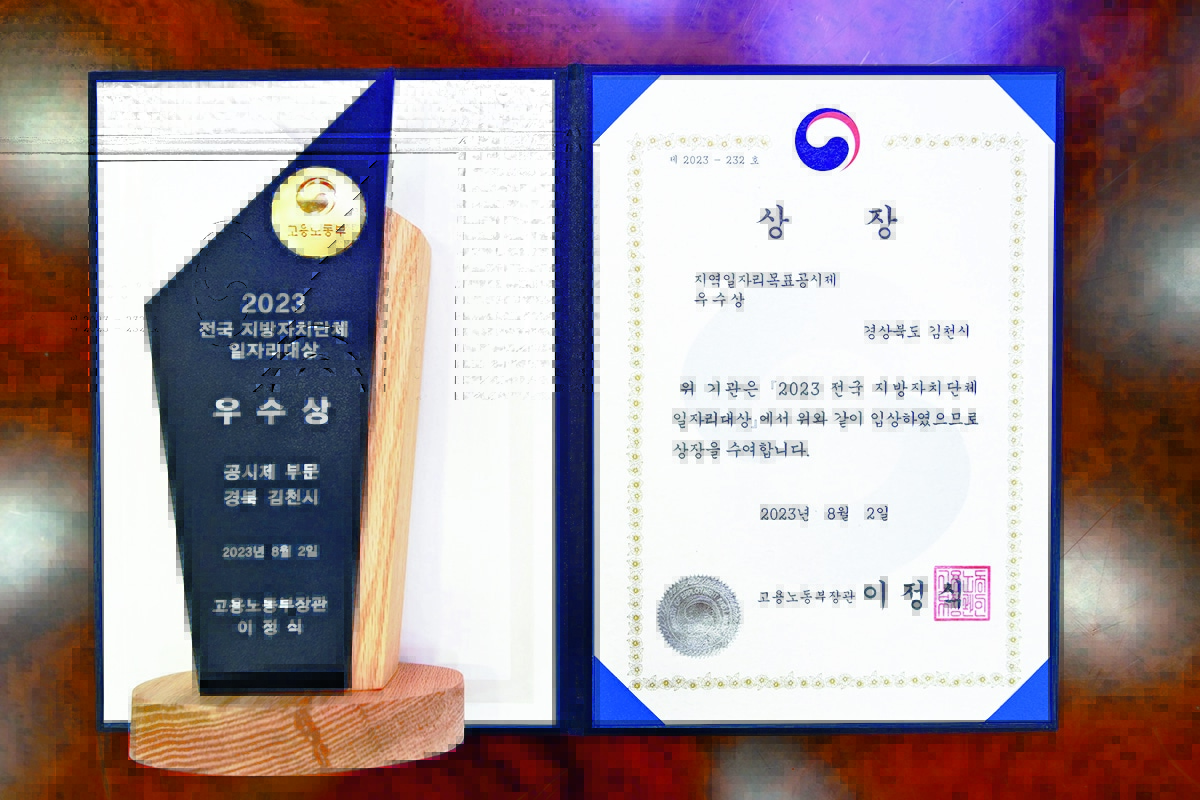 고용노동부
2023
전국 지방자치단체
일자리대상
우수상
공시제 부문
경북 김천시
2023년 8월 2일
고용노동부장관
이 정 식
제 2023 - 232 호
상 장
지역일자리목표공시제
우수상
경상북도 김천시
위 기관은 「2023 전국 지방자치단체
일자리대상」에서 위와 같이 입상하였으므로
상장을 수여합니다.
2023년 8월 2일
고용노동부장관 이 정 식